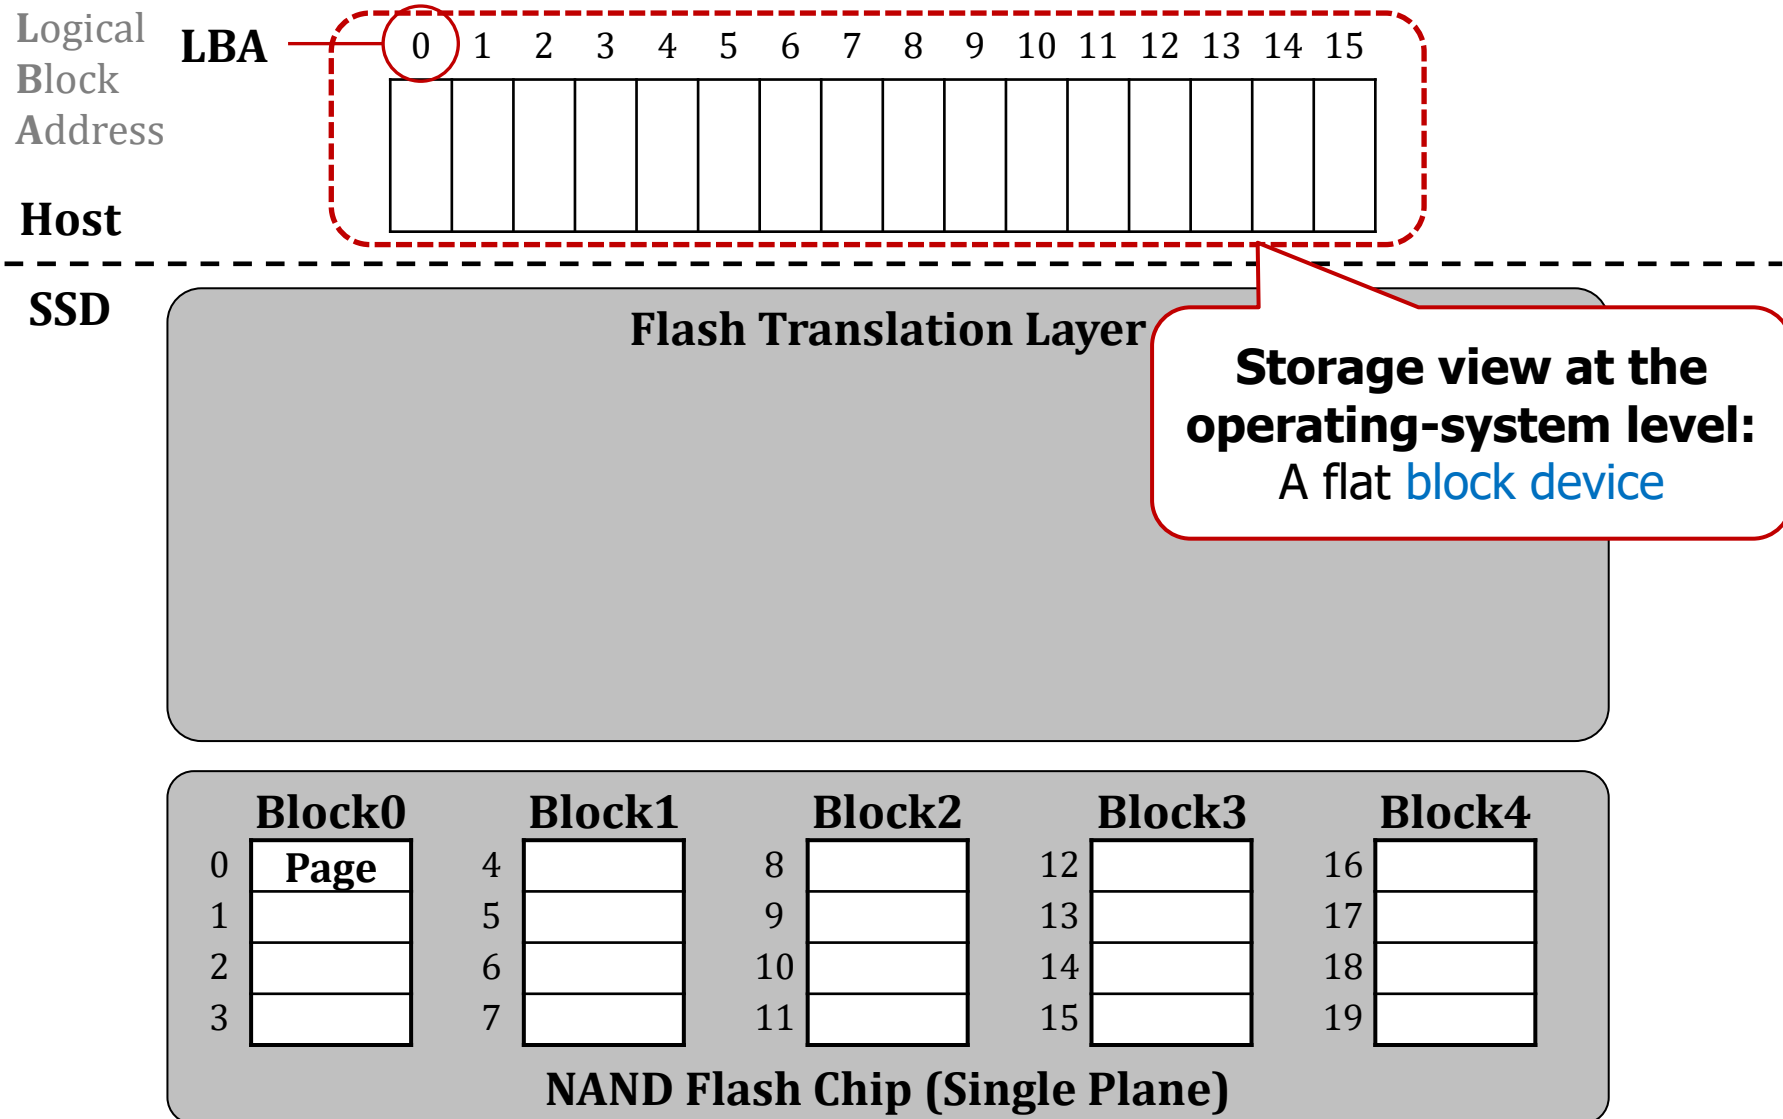 Logical
Block
Address
LBA
0 1 2 3 4 5 6 7 8 9 10 11 12 13 14 15
Host
SSD
Flash Translation Layer
Storage view at the
operating-system level:
A flat block device
Block0 Block1 Block2 Block3 Block4
0 Page 4 8 12 16
1 5 9 13 17
2 6 10 14 18
3 7 11 15 19
NAND Flash Chip (Single Plane)